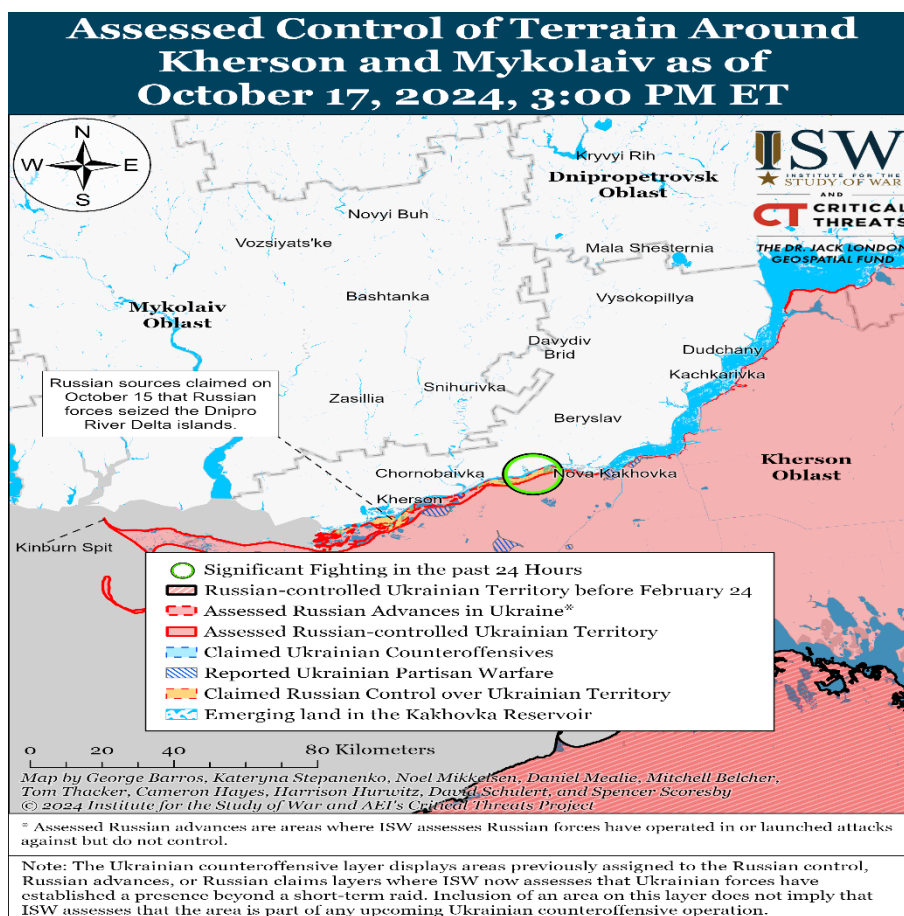 Assessed Control of Terrain Around
Kherson and Mykolaiv as of
October 17, 2024, 3:00 PM ET
N
W E
S
ISW
INSTITUTE FOR THE
STUDY OF WAR
AND
CT CRITICAL
THREATS
THE DR. JACK LONDON
GEOSPATIAL FUND
Kryvyi Rih
Dnipropetrovsk
Oblast
Novyi Buh
Vozsiyats'ke
Mala Shesternia
Bashtanka
Vysokopillya
Mykolaiv
Oblast
Davydiv
Brid
Dudchany
Kachkarivka
Russian sources claimed on
October 15 that Russian
forces seized the Dnipro
River Delta islands.
Snihurivka
Zasillia
Beryslav
Chornobaivka
Nova Kakhovka
Kherson
Oblast
Kherson
Kinburn Spit
Significant Fighting in the past 24 Hours
Russian-controlled Ukrainian Territory before February 24
Assessed Russian Advances in Ukraine*
Assessed Russian-controlled Ukrainian Territory
Claimed Ukrainian Counteroffensives
Reported Ukrainian Partisan Warfare
Claimed Russian Control over Ukrainian Territory
Emerging land in the Kakhovka Reservoir
0 20 40 80 Kilometers
Map by George Barros, Kateryna Stepanenko, Noel Mikkelsen, Daniel Mealie, Mitchell Belcher,
Tom Thacker, Cameron Hayes, Harrison Hurwitz, David Schulert, and Spencer Scoresby
© 2024 Institute for the Study of War and AEI's Critical Threats Project
* Assessed Russian advances are areas where ISW assesses Russian forces have operated in or launched attacks
against but do not control.
Note: The Ukrainian counteroffensive layer displays areas previously assigned to the Russian control,
Russian advances, or Russian claims layers where ISW now assesses that Ukrainian forces have
established a presence beyond a short-term raid. Inclusion of an area on this layer does not imply that
ISW assesses that the area is part of any upcoming Ukrainian counteroffensive operation.